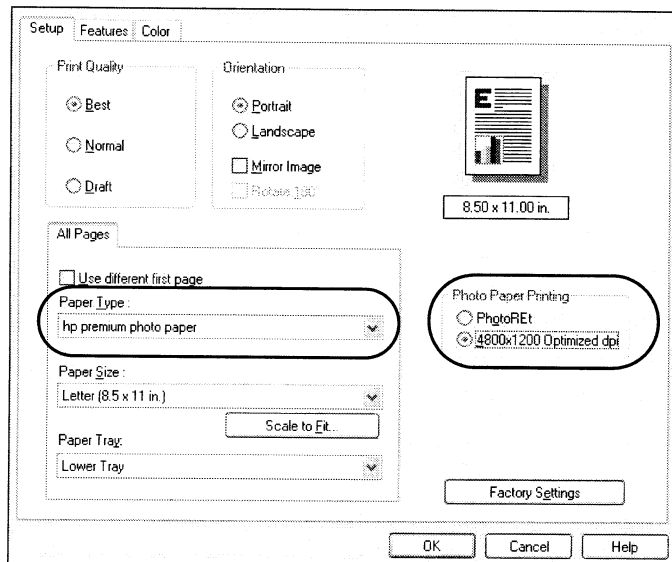 Setup Features Color
Print Quality
Best
Normal
Draft
Orientation
Portrait
Landscape
Mirror Image
Rotate 180
E
8.50 x 11.00 in.
All Pages
Use different first page
Paper Type :
hp premium photo paper
Paper Size :
Letter (8.5 x 11 in.)
Scale to Fit...
Paper Tray:
Lower Tray
Photo Paper Printing
PhotoREt
4800x1200 Optimized dpi
Factory Settings
OK Cancel Help